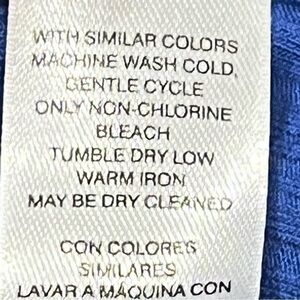 WITH SIMILAR COLORS
MACHINE WASH COLD,
GENTLE CYCLE
ONLY NON-CHLORINE
BLEACH
TUMBLE DRY LOW
WARM IRON
MAY BE DRY CLEANED
CON COLORES
SIMILARES
LAVAR A MÁQUINA CON